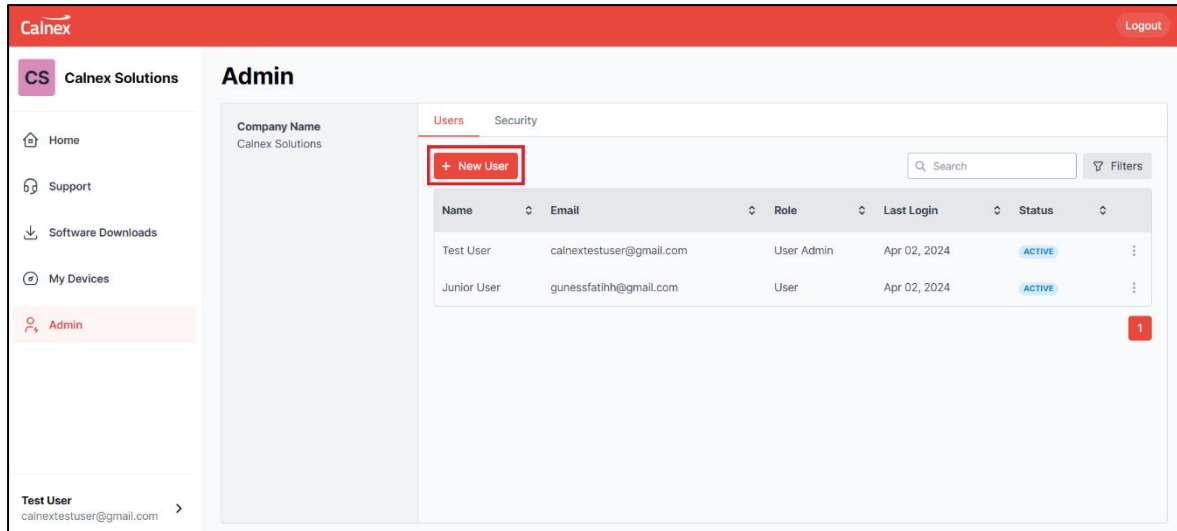 Calnex
Logout
CS Calnex Solutions
Home
Support
Software Downloads
My Devices
Admin
Test User
calnextestuser@gmail.com
Admin
Company Name
Calnex Solutions
Users Security
+ New User
Search
Filters
Name Email Role Last Login Status
Test User calnextestuser@gmail.com User Admin Apr 02, 2024 ACTIVE
Junior User gunessfatihh@gmail.com User Apr 02, 2024 ACTIVE
1